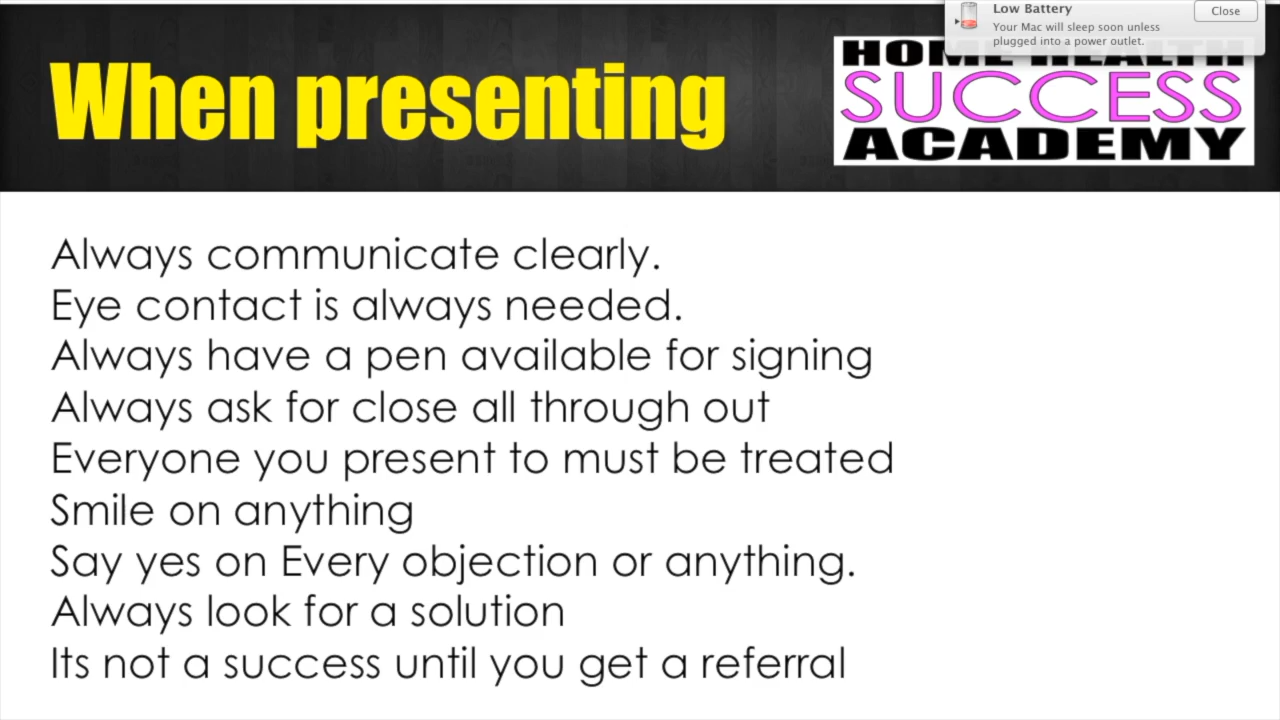 Low Battery
Close
Your Mac will sleep soon unless
plugged into a power outlet.
When presenting
HOME HEALTH
SUCCESS
ACADEMY
Always communicate clearly.
Eye contact is always needed.
Always have a pen available for signing
Always ask for close all through out
Everyone you present to must be treated
Smile on anything
Say yes on Every objection or anything.
Always look for a solution
Its not a success until you get a referral